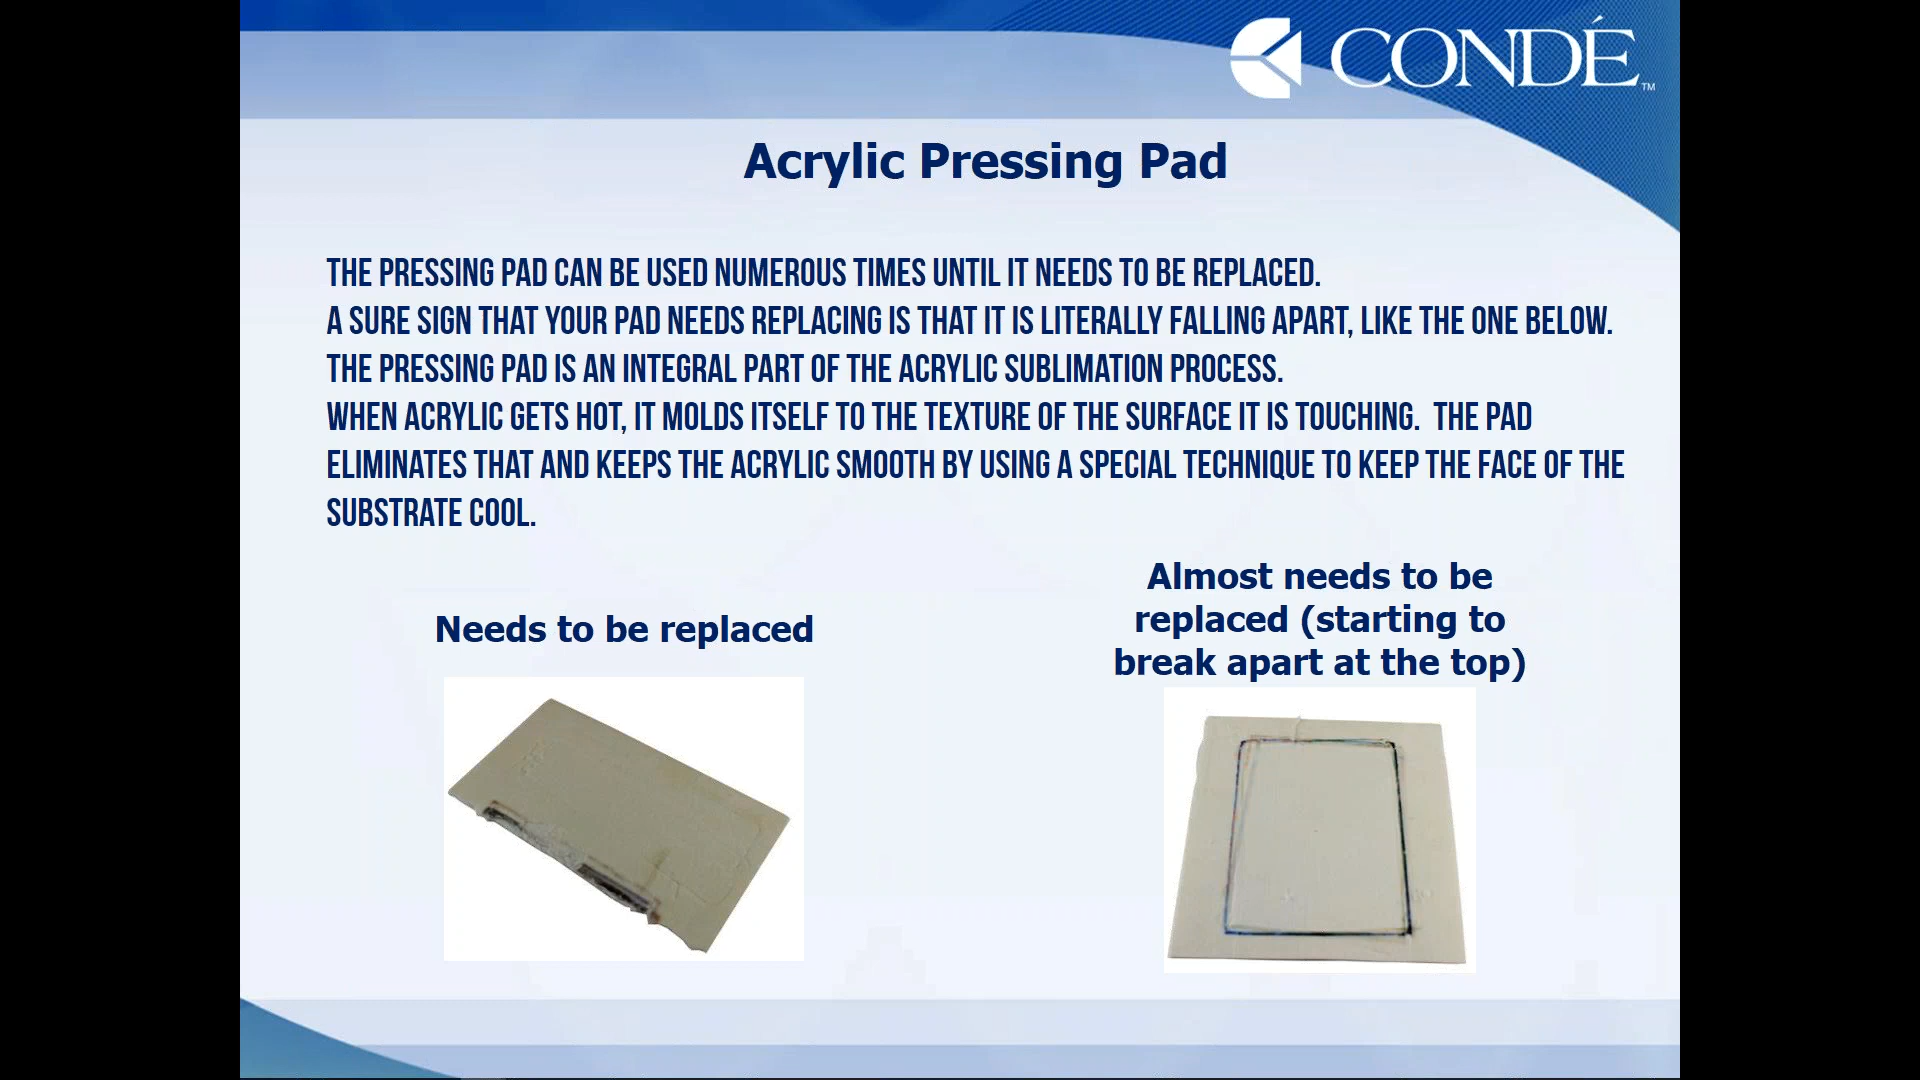 CONDÉ™
Acrylic Pressing Pad
THE PRESSING PAD CAN BE USED NUMEROUS TIMES UNTIL IT NEEDS TO BE REPLACED.
A SURE SIGN THAT YOUR PAD NEEDS REPLACING IS THAT IT IS LITERALLY FALLING APART, LIKE THE ONE BELOW.
THE PRESSING PAD IS AN INTEGRAL PART OF THE ACRYLIC SUBLIMATION PROCESS.
WHEN ACRYLIC GETS HOT, IT MOLDS ITSELF TO THE TEXTURE OF THE SURFACE IT IS TOUCHING.  THE PAD
ELIMINATES THAT AND KEEPS THE ACRYLIC SMOOTH BY USING A SPECIAL TECHNIQUE TO KEEP THE FACE OF THE
SUBSTRATE COOL.
Needs to be replaced
Almost needs to be
replaced (starting to
break apart at the top)